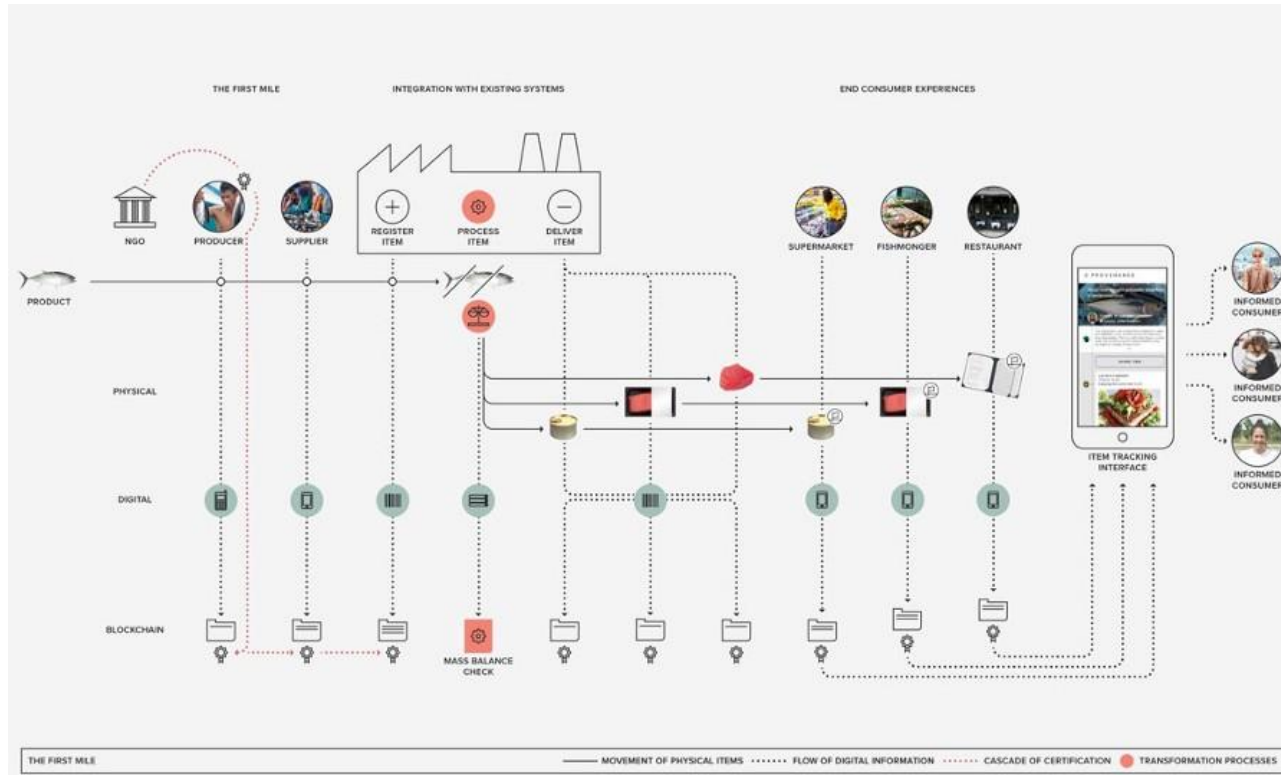 THE FIRST MILE
INTEGRATION WITH EXISTING SYSTEMS
END CONSUMER EXPERIENCES
NGO
PRODUCER
SUPPLIER
REGISTER
ITEM
PROCESS
ITEM
DELIVER
ITEM
SUPERMARKET
FISHMONGER
RESTAURANT
PRODUCT
PROVENANCE
INFORMED
CONSUMER
INFORMED
CONSUMER
INFORMED
CONSUMER
PHYSICAL
ITEM TRACKING
INTERFACE
DIGITAL
BLOCKCHAIN
MASS BALANCE
CHECK
THE FIRST MILE
MOVEMENT OF PHYSICAL ITEMS
FLOW OF DIGITAL INFORMATION
CASCADE OF CERTIFICATION
TRANSFORMATION PROCESSES